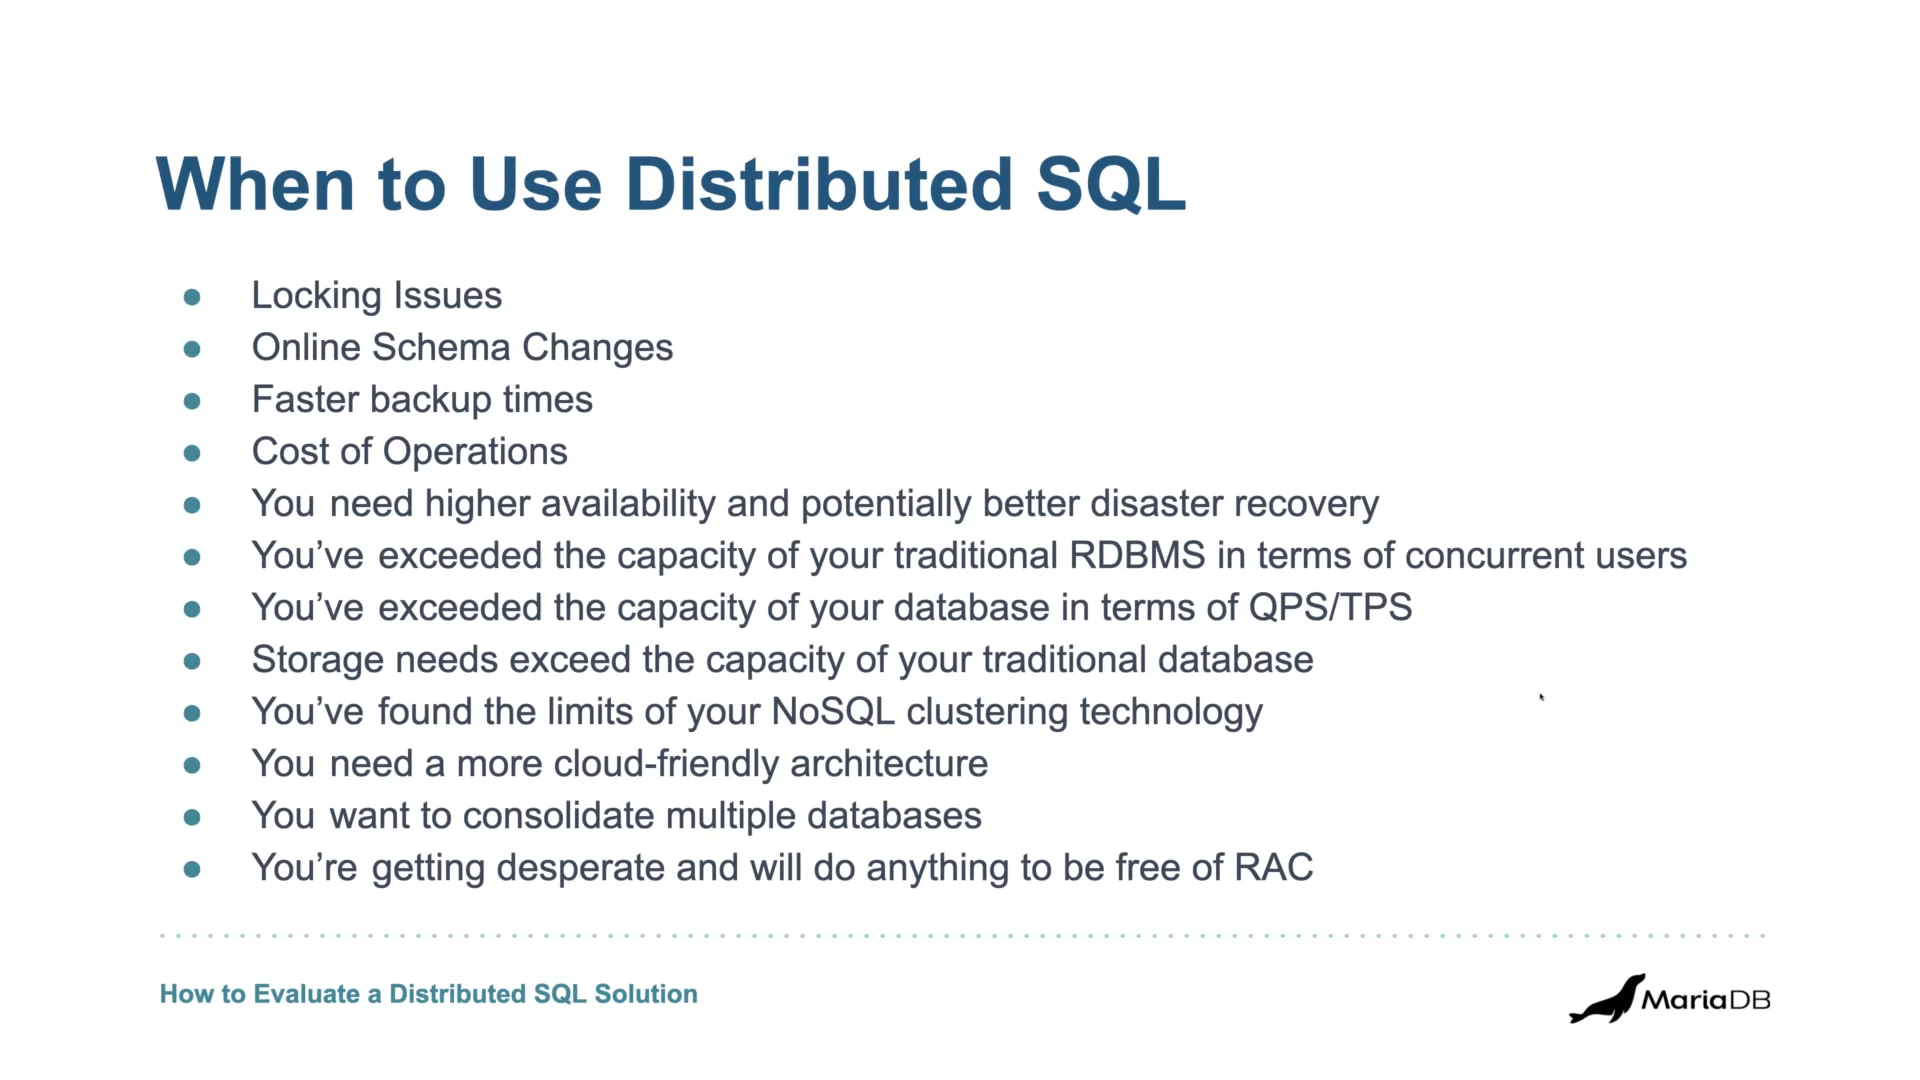 When to Use Distributed SQL
● Locking Issues
● Online Schema Changes
● Faster backup times
● Cost of Operations
● You need higher availability and potentially better disaster recovery
● You’ve exceeded the capacity of your traditional RDBMS in terms of concurrent users
● You’ve exceeded the capacity of your database in terms of QPS/TPS
● Storage needs exceed the capacity of your traditional database
● You’ve found the limits of your NoSQL clustering technology
● You need a more cloud-friendly architecture
● You want to consolidate multiple databases
● You’re getting desperate and will do anything to be free of RAC
How to Evaluate a Distributed SQL Solution
MariaDB